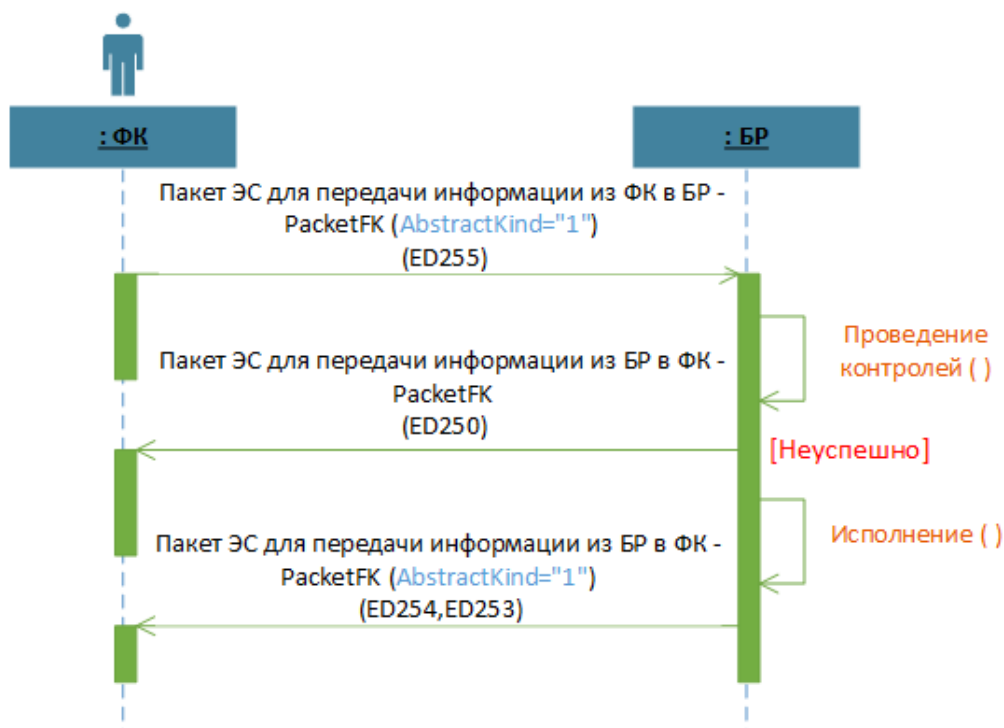 : ФК
: БР
Пакет ЭС для передачи информации из ФК в БР -
PacketFK (AbstractKind="1")
(ED255)
Проведение
контролей ( )
Пакет ЭС для передачи информации из БР в ФК -
PacketFK
(ED250)
[Неуспешно]
Исполнение ( )
Пакет ЭС для передачи информации из БР в ФК -
PacketFK (AbstractKind="1")
(ED254,ED253)